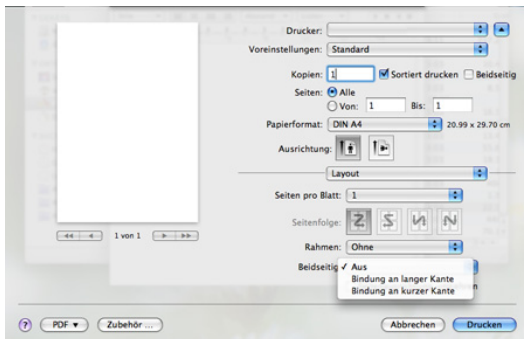 Drucker:
Voreinstellungen: Standard
Kopien: 1 Sortiert drucken Beidseitig
Seiten: Alle
Von: 1 Bis: 1
Papierformat: DIN A4 20.99 x 29.70 cm
Ausrichtung:
Layout
Seiten pro Blatt: 1
Seitenfolge:
1 von 1
Rahmen: Ohne
Beidseitig ✓ Aus
Bindung an langer Kante
Bindung an kurzer Kante
? PDF ▼ Zubehör ... Abbrechen Drucken